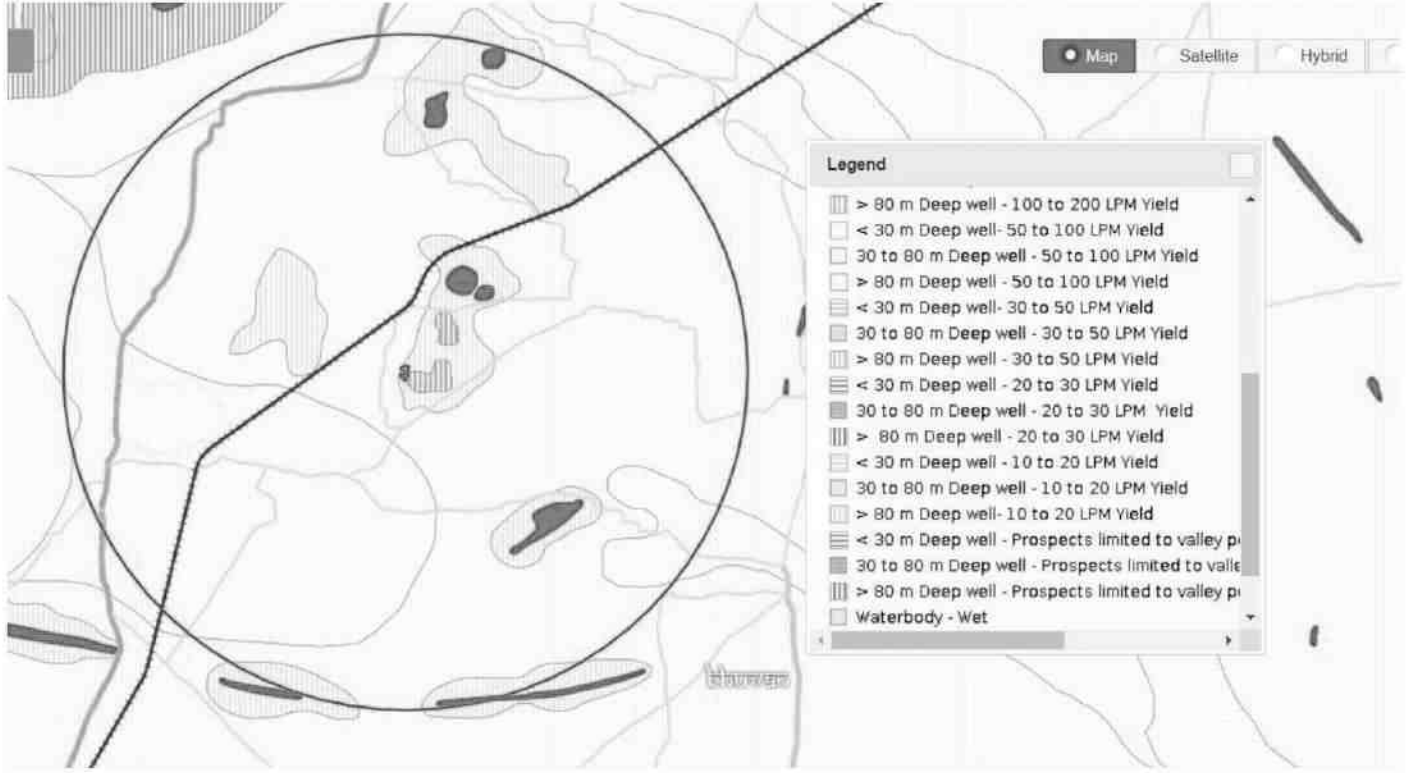 Map Satellite Hybrid
Legend
> 80 m Deep well - 100 to 200 LPM Yield
< 30 m Deep well- 50 to 100 LPM Yield
30 to 80 m Deep well - 50 to 100 LPM Yield
> 80 m Deep well - 50 to 100 LPM Yield
< 30 m Deep well- 30 to 50 LPM Yield
30 to 80 m Deep well - 30 to 50 LPM Yield
> 80 m Deep well - 30 to 50 LPM Yield
< 30 m Deep well - 20 to 30 LPM Yield
30 to 80 m Deep well - 20 to 30 LPM Yield
> 80 m Deep well - 20 to 30 LPM Yield
< 30 m Deep well - 10 to 20 LPM Yield
30 to 80 m Deep well - 10 to 20 LPM Yield
> 80 m Deep well- 10 to 20 LPM Yield
< 30 m Deep well - Prospects limited to valley
30 to 80 m Deep well - Prospects limited to valle
> 80 m Deep well - Prospects limited to valley
Waterbody - Wet